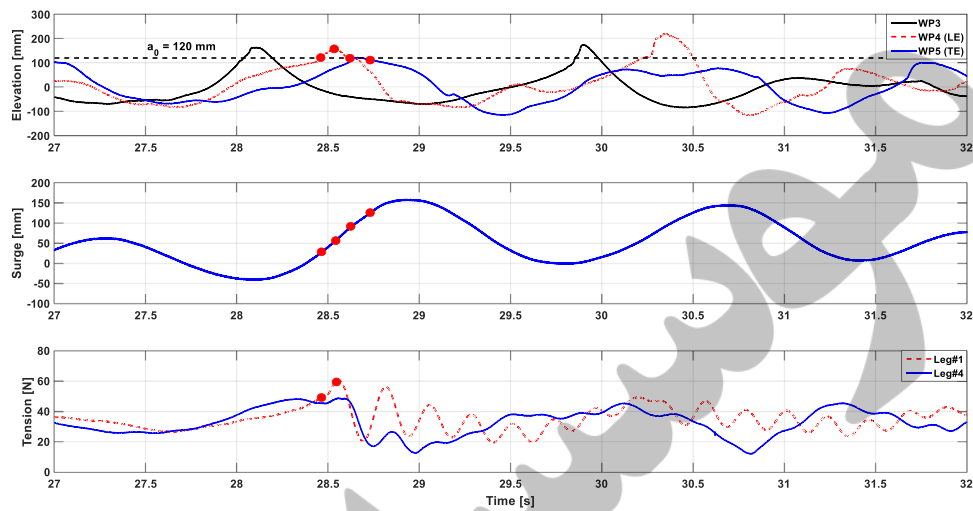 300
200
100
0
-100
-200
Elevation [mm]
a0 = 120 mm
WP3
WP4 (LE)
WP5 (TE)
27 27.5 28 28.5 29 29.5 30 30.5 31 31.5 32
200
150
100
50
0
-50
-100
Surge [mm]
27 27.5 28 28.5 29 29.5 30 30.5 31 31.5 32
80
60
40
20
0
Tension [N]
Leg#1
Leg#4
27 27.5 28 28.5 29 29.5 30 30.5 31 31.5 32
Time [s]